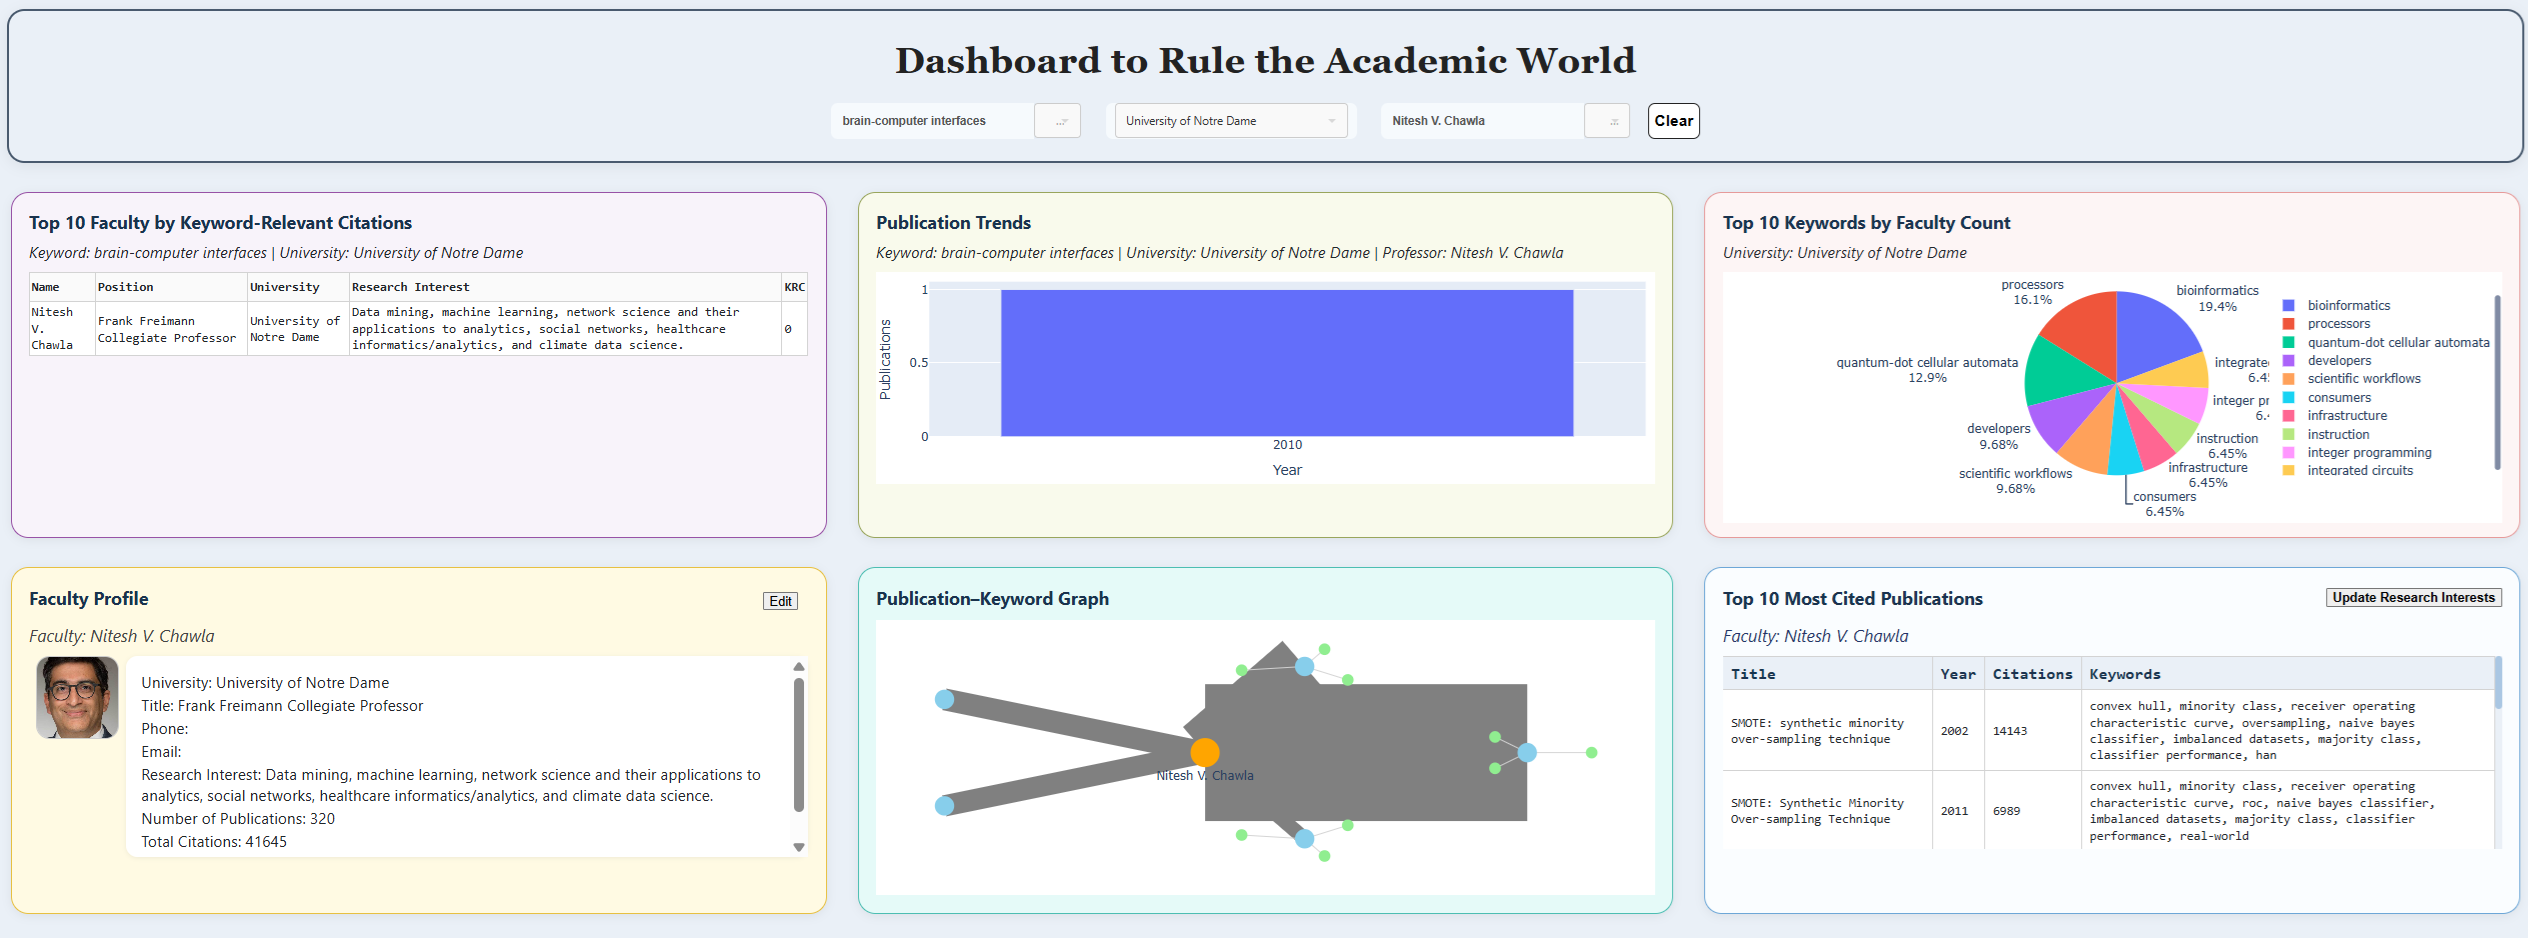 Dashboard to Rule the Academic World
brain-computer interfaces
...
University of Notre Dame
Nitesh V. Chawla
...
Clear
Top 10 Faculty by Keyword-Relevant Citations
Keyword: brain-computer interfaces | University: University of Notre Dame
Name Position University Research Interest KRC
Nitesh
V.
Chawla
Frank Freimann
Collegiate Professor
University of
Notre Dame
Data mining, machine learning, network science and their
applications to analytics, social networks, healthcare
informatics/analytics, and climate data science.
0
Publication Trends
Keyword: brain-computer interfaces | University: University of Notre Dame | Professor: Nitesh V. Chawla
Publications
1
0.5
0
2010
Year
Top 10 Keywords by Faculty Count
University: University of Notre Dame
processors
16.1%
bioinformatics
19.4%
quantum-dot cellular automata
12.9%
integrate
6.4
integer pr
6.
developers
9.68%
instruction
6.45%
scientific workflows
9.68%
infrastructure
6.45%
consumers
6.45%
bioinformatics
processors
quantum-dot cellular automata
developers
scientific workflows
consumers
infrastructure
instruction
integer programming
integrated circuits
Faculty Profile
Edit
Faculty: Nitesh V. Chawla
University: University of Notre Dame
Title: Frank Freimann Collegiate Professor
Phone:
Email:
Research Interest: Data mining, machine learning, network science and their applications to
analytics, social networks, healthcare informatics/analytics, and climate data science.
Number of Publications: 320
Total Citations: 41645
Publication–Keyword Graph
Nitesh V. Chawla
Top 10 Most Cited Publications
Update Research Interests
Faculty: Nitesh V. Chawla
Title Year Citations Keywords
SMOTE: synthetic minority
over-sampling technique
2002
14143
convex hull, minority class, receiver operating
characteristic curve, oversampling, naive bayes
classifier, imbalanced datasets, majority class,
classifier performance, han
SMOTE: Synthetic Minority
Over-sampling Technique
2011
6989
convex hull, minority class, receiver operating
characteristic curve, roc, naive bayes classifier,
imbalanced datasets, majority class, classifier
performance, real-world